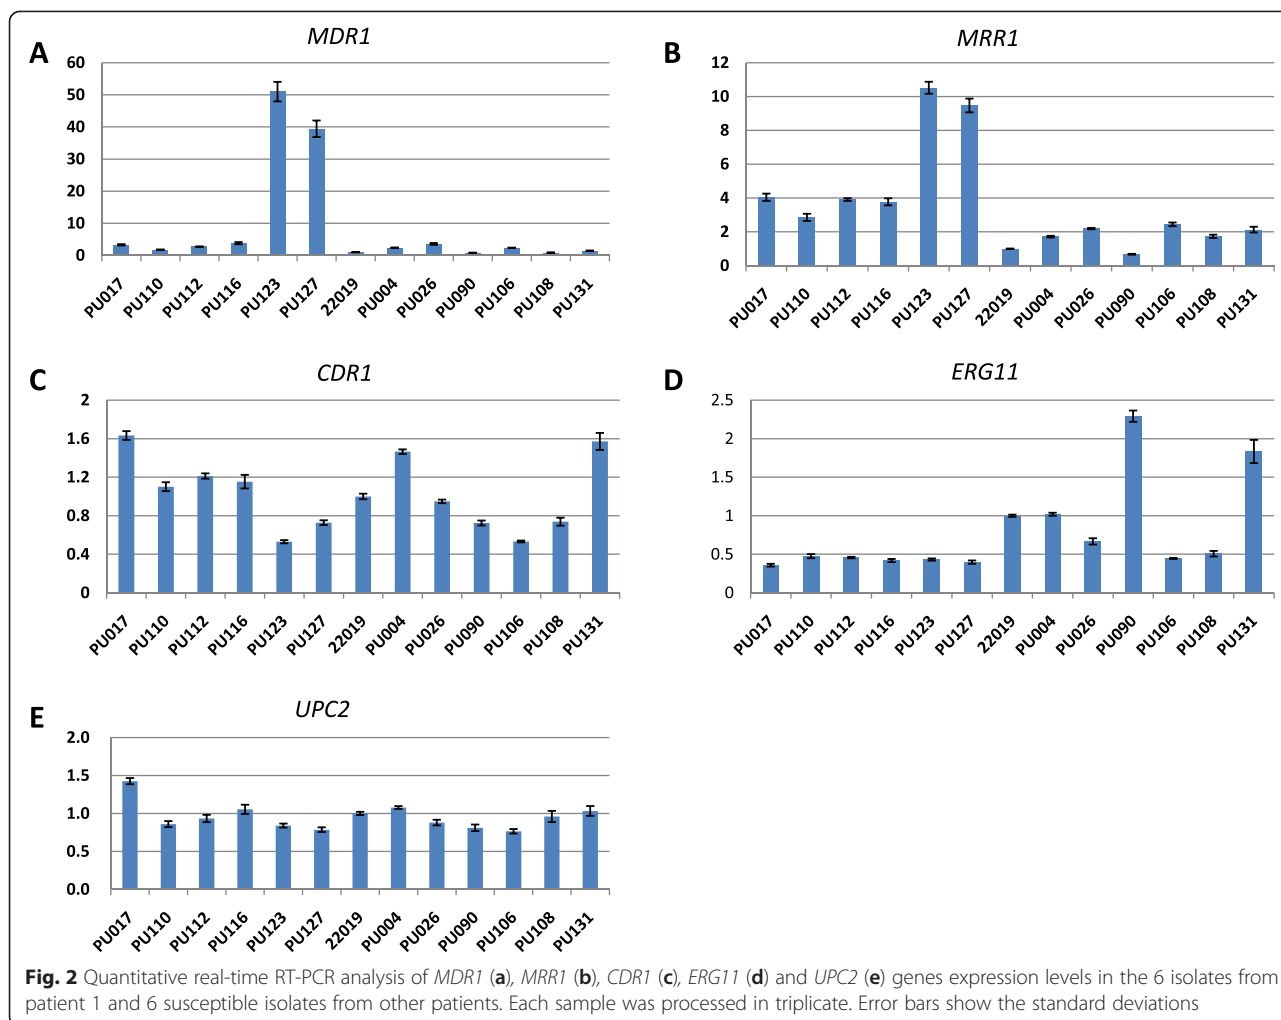 A
MDR1
60
50
40
30
20
10
0
PU017 PU110 PU112 PU116 PU123 PU127 22019 PU004 PU026 PU090 PU106 PU108 PU131
B
MRR1
12
10
8
6
4
2
0
PU017 PU110 PU112 PU116 PU123 PU127 22019 PU004 PU026 PU090 PU106 PU108 PU131
C
CDR1
2
1.6
1.2
0.8
0.4
0
PU017 PU110 PU112 PU116 PU123 PU127 22019 PU004 PU026 PU090 PU106 PU108 PU131
D
ERG11
2.5
2
1.5
1
0.5
0
PU017 PU110 PU112 PU116 PU123 PU127 22019 PU004 PU026 PU090 PU106 PU108 PU131
E
UPC2
2.0
1.5
1.0
0.5
0.0
PU017 PU110 PU112 PU116 PU123 PU127 22019 PU004 PU026 PU090 PU106 PU108 PU131
Fig. 2 Quantitative real-time RT-PCR analysis of MDR1 (a), MRR1 (b), CDR1 (c), ERG11 (d) and UPC2 (e) genes expression levels in the 6 isolates from
patient 1 and 6 susceptible isolates from other patients. Each sample was processed in triplicate. Error bars show the standard deviations